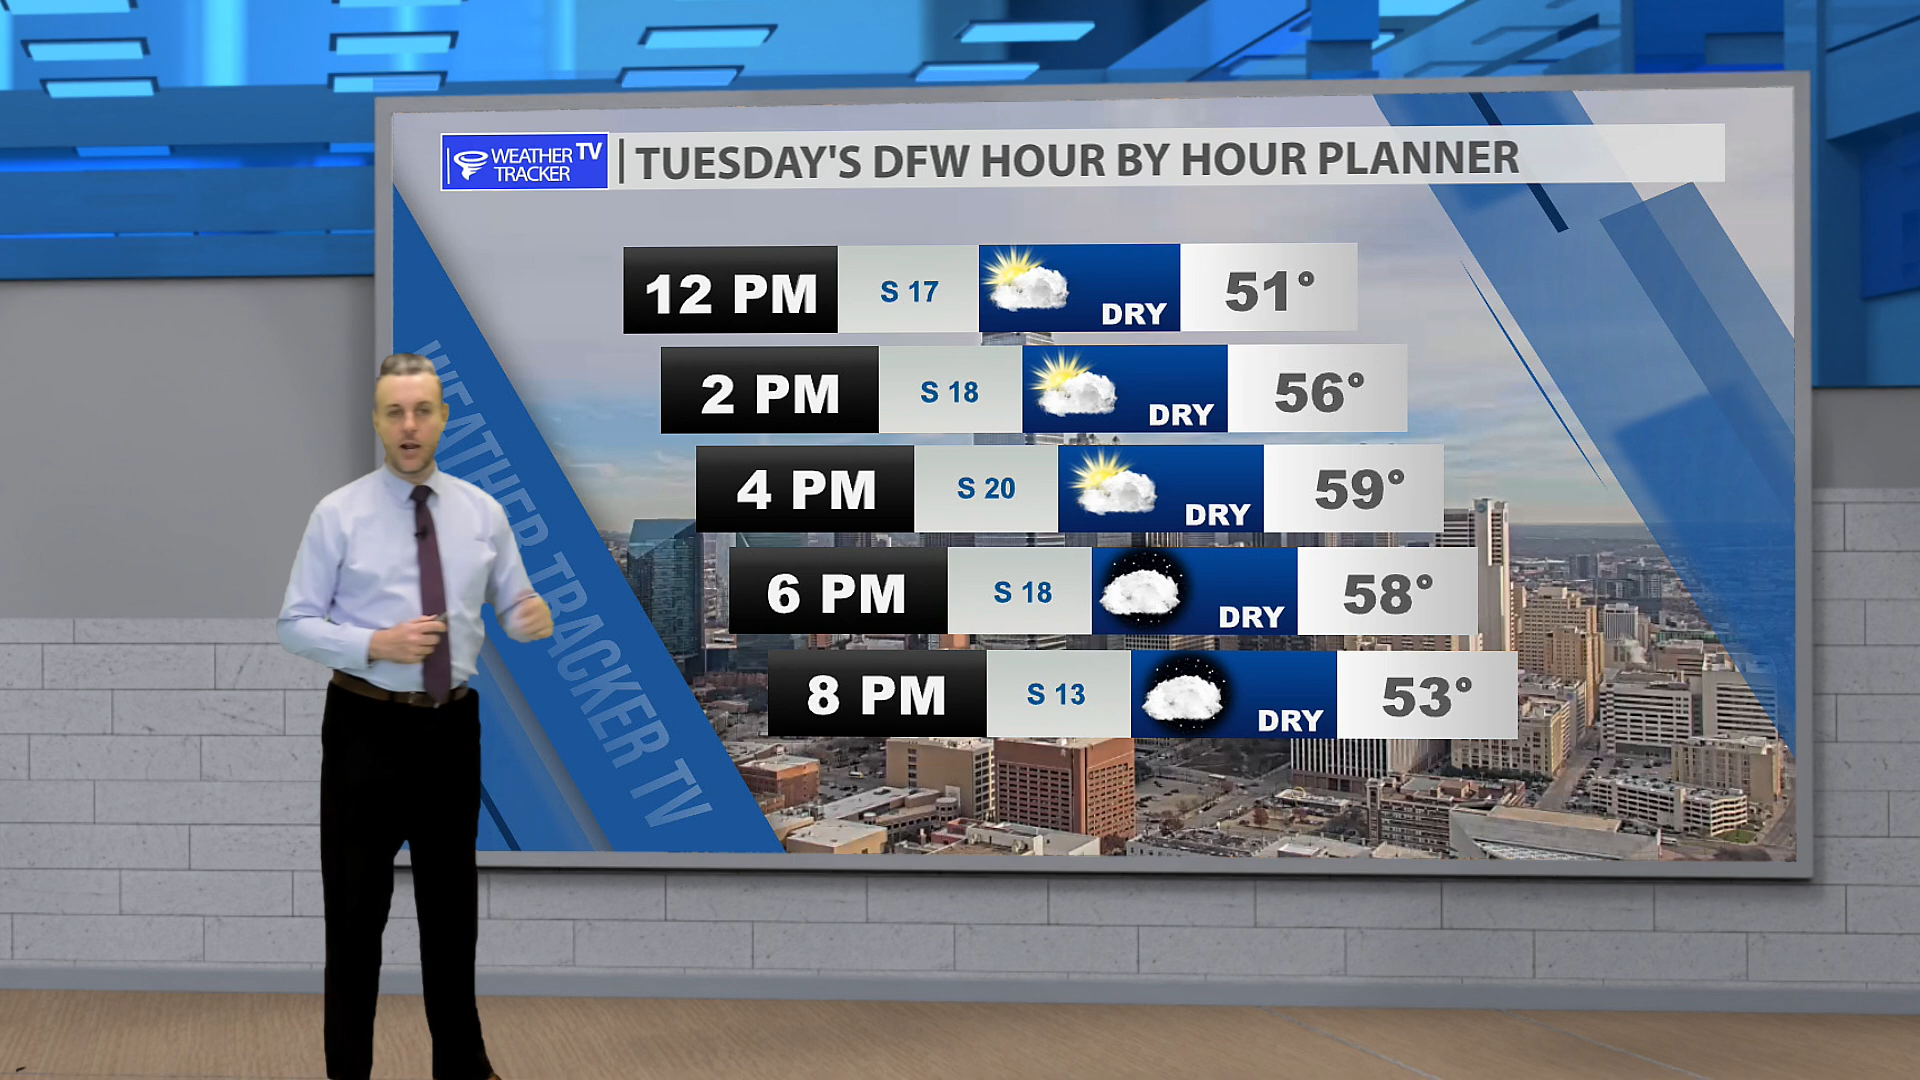 WEATHER TV
TRACKER
TUESDAY'S DFW HOUR BY HOUR PLANNER
12 PM S 17 DRY 51°
2 PM S 18 DRY 56°
4 PM S 20 DRY 59°
6 PM S 18 DRY 58°
8 PM S 13 DRY 53°
WEATHER TRACKER TV